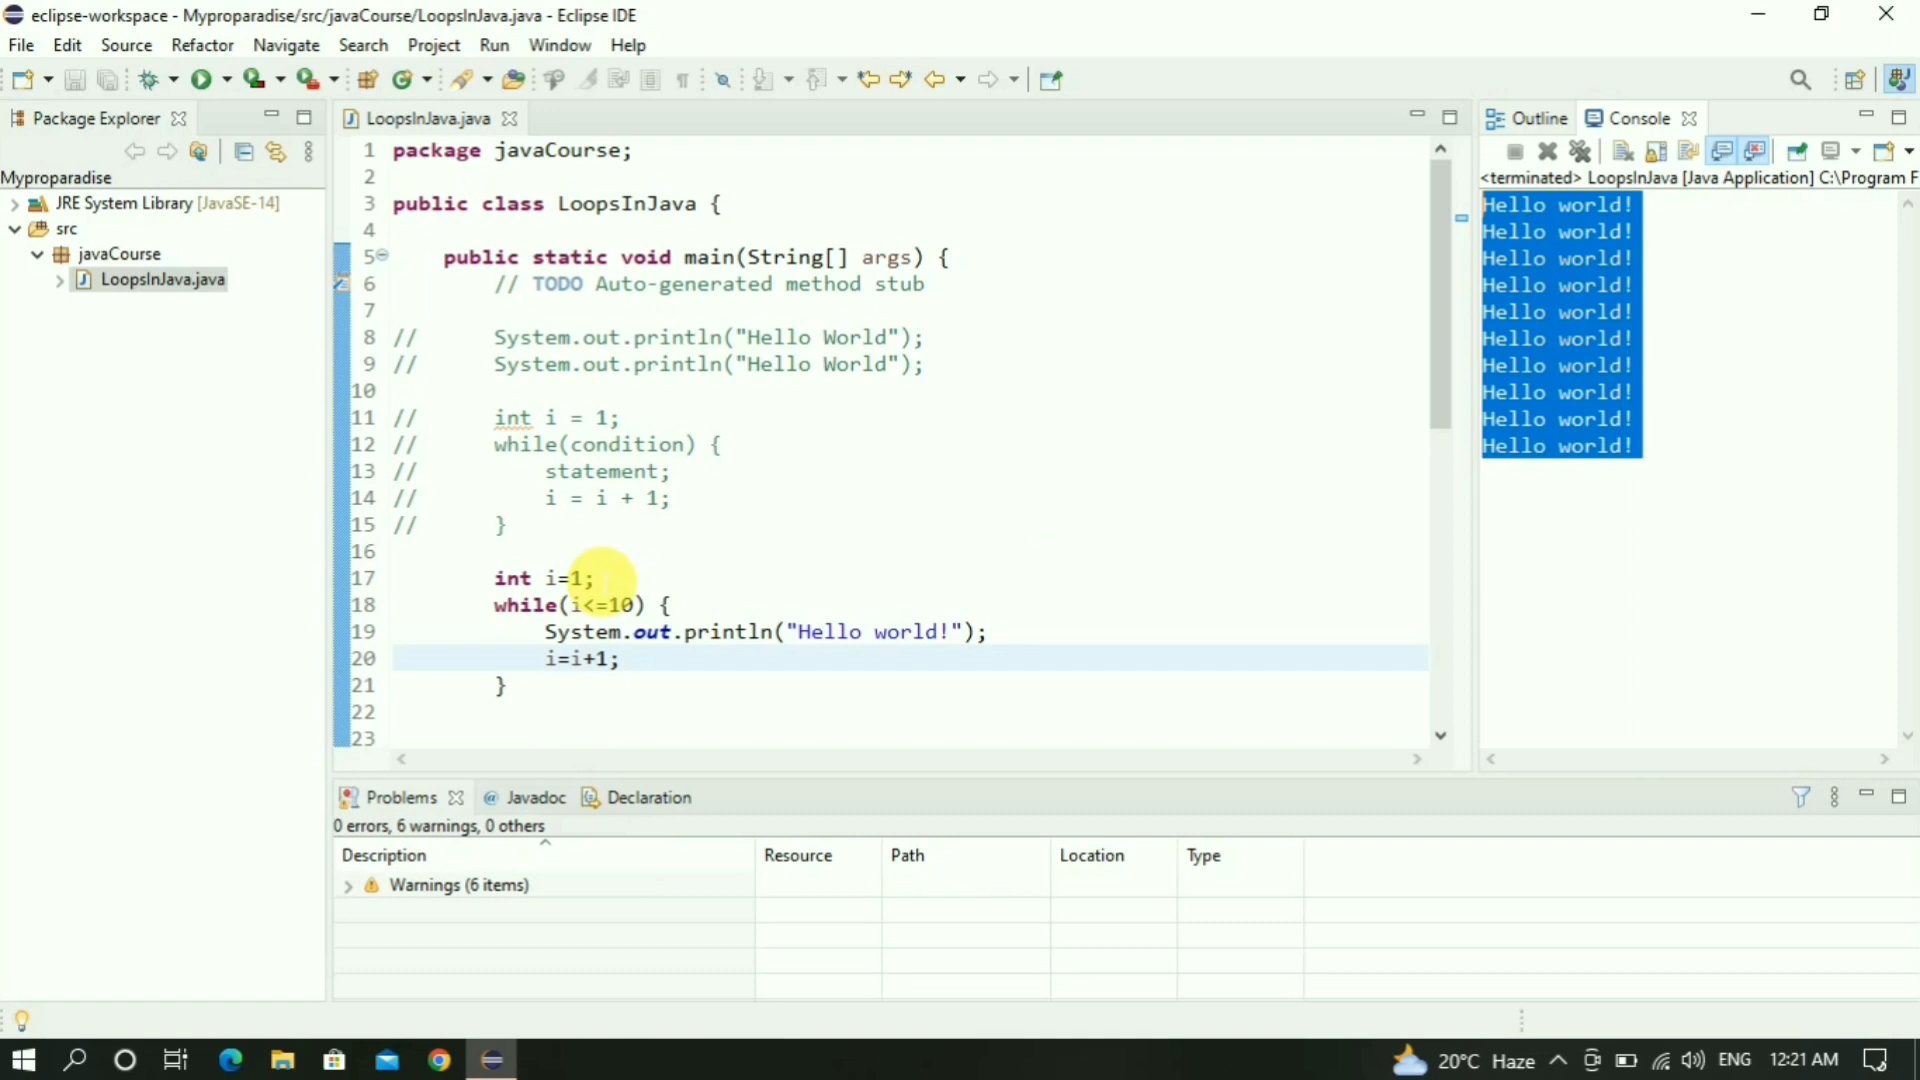 eclipse-workspace - Myproparadise/src/javaCourse/LoopsInJava.java - Eclipse IDE
File Edit Source Refactor Navigate Search Project Run Window Help
Package Explorer
Myproparadise
JRE System Library [JavaSE-14]
src
javaCourse
LoopsInJava.java
LoopsInJava.java
1 package javaCourse;
2
3 public class LoopsInJava {
4
5 public static void main(String[] args) {
6 // TODO Auto-generated method stub
7
8 // System.out.println("Hello World");
9 // System.out.println("Hello World");
10
11 // int i = 1;
12 // while(condition) {
13 // statement;
14 // i = i + 1;
15 // }
16
17 int i=1;
18 while(i<=10) {
19 System.out.println("Hello world!");
20 i=i+1;
21 }
22
23
Outline Console
<terminated> LoopsInJava [Java Application] C:\Program F
Hello world!
Hello world!
Hello world!
Hello world!
Hello world!
Hello world!
Hello world!
Hello world!
Hello world!
Hello world!
Problems Javadoc Declaration
0 errors, 6 warnings, 0 others
Description Resource Path Location Type
Warnings (6 items)
20°C Haze ENG 12:21 AM